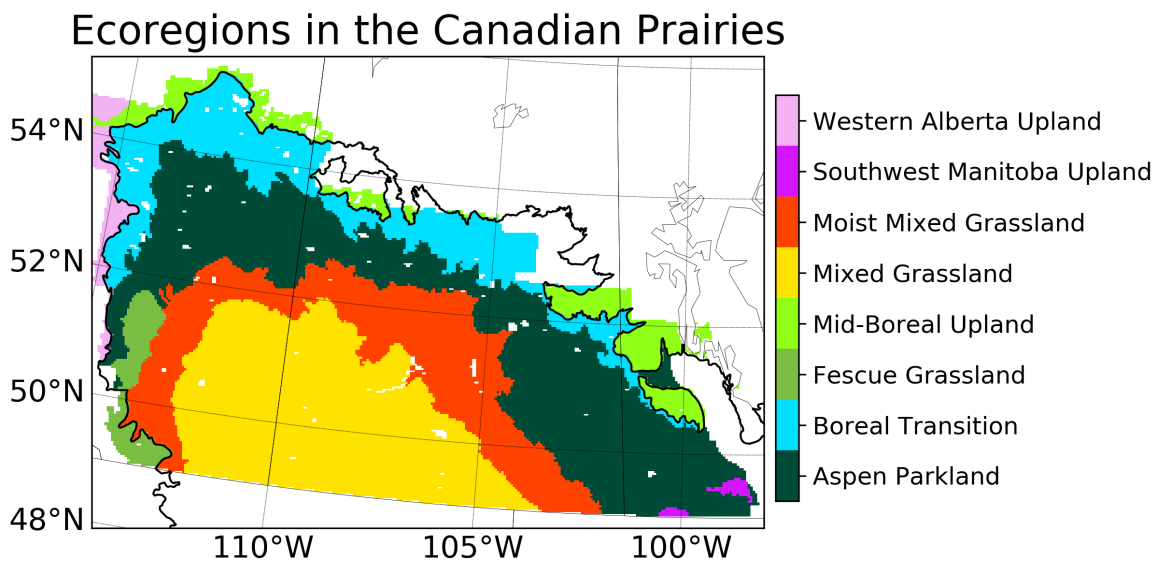 Ecoregions in the Canadian Prairies
54°N
52°N
50°N
48°N
110°W
105°W
100°W
Western Alberta Upland
Southwest Manitoba Upland
Moist Mixed Grassland
Mixed Grassland
Mid-Boreal Upland
Fescue Grassland
Boreal Transition
Aspen Parkland